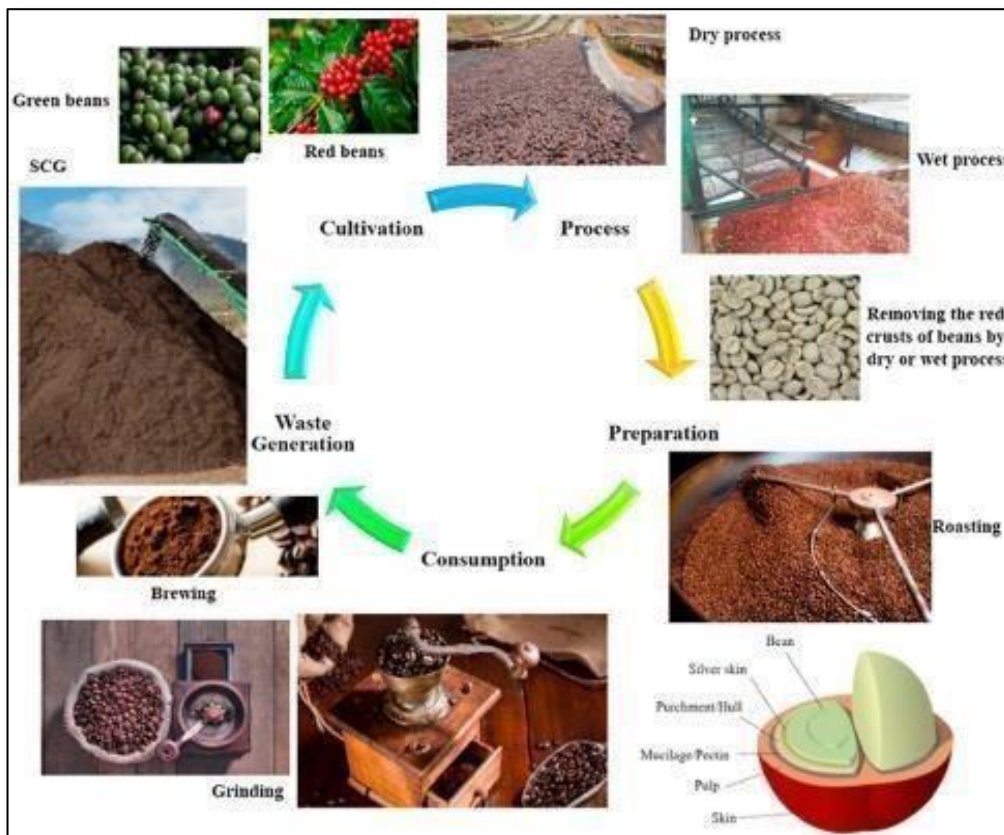 Dry process
Green beans
Red beans
Wet process
SCG
Cultivation
Process
Removing the red
crusts of beans by
dry or wet process
Waste
Generation
Preparation
Roasting
Consumption
Brewing
Bean
Silver skin
Parchment/Hull
Mucilage/Pectin
Pulp
Skin
Grinding